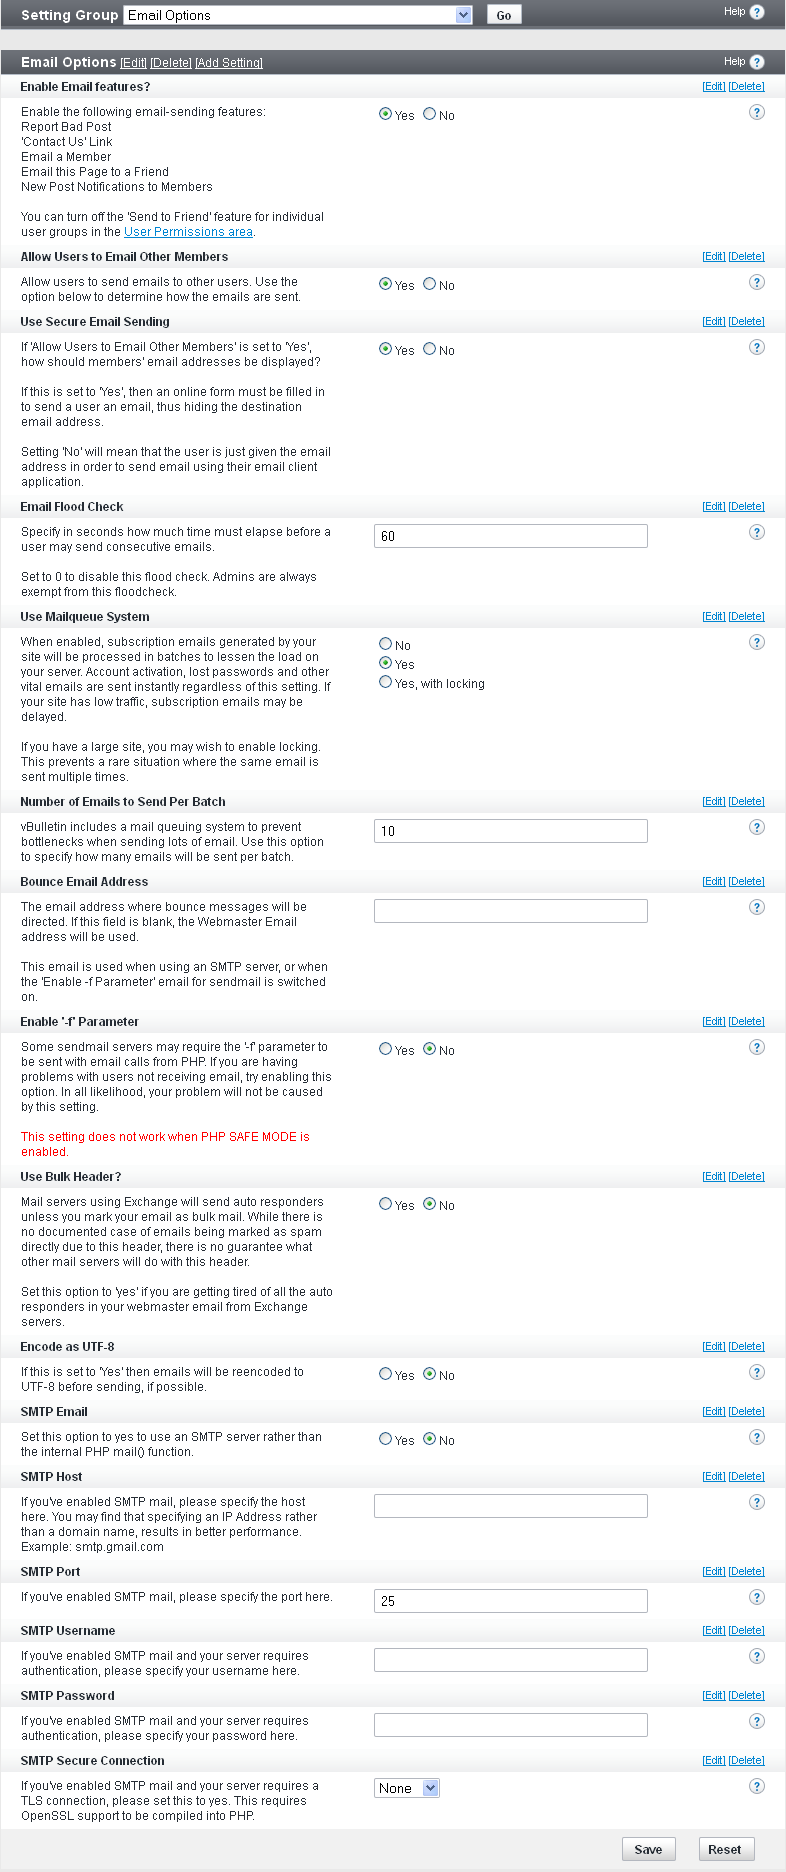 Setting Group Email Options Go Help ?
Email Options [Edit] [Delete] [Add Setting] Help ?
Enable Email features? [Edit] [Delete]
Enable the following email-sending features: Yes No ?
Report Bad Post
'Contact Us' Link
Email a Member
Email this Page to a Friend
New Post Notifications to Members
You can turn off the 'Send to Friend' feature for individual
user groups in the User Permissions area.
Allow Users to Email Other Members [Edit] [Delete]
Allow users to send emails to other users. Use the Yes No ?
option below to determine how the emails are sent.
Use Secure Email Sending [Edit] [Delete]
If 'Allow Users to Email Other Members' is set to 'Yes', Yes No ?
how should members' email addresses be displayed?
If this is set to 'Yes', then an online form must be filled in
to send a user an email, thus hiding the destination
email address.
Setting 'No' will mean that the user is just given the email
address in order to send email using their email client
application.
Email Flood Check [Edit] [Delete]
Specify in seconds how much time must elapse before a 60 ?
user may send consecutive emails.
Set to 0 to disable this flood check. Admins are always
exempt from this floodcheck.
Use Mailqueue System [Edit] [Delete]
When enabled, subscription emails generated by your No ?
site will be processed in batches to lessen the load on
your server. Account activation, lost passwords and other Yes
vital emails are sent instantly regardless of this setting. If Yes, with locking
your site has low traffic, subscription emails may be
delayed.
If you have a large site, you may wish to enable locking.
This prevents a rare situation where the same email is
sent multiple times.
Number of Emails to Send Per Batch [Edit] [Delete]
vBulletin includes a mail queuing system to prevent 10 ?
bottlenecks when sending lots of email. Use this option
to specify how many emails will be sent per batch.
Bounce Email Address [Edit] [Delete]
The email address where bounce messages will be ?
directed. If this field is blank, the Webmaster Email
address will be used.
This email is used when using an SMTP server, or when
the 'Enable -f Parameter' email for sendmail is switched
on.
Enable '-f' Parameter [Edit] [Delete]
Some sendmail servers may require the '-f' parameter to Yes No ?
be sent with email calls from PHP. If you are having
problems with users not receiving email, try enabling this
option. In all likelihood, your problem will not be caused
by this setting.
This setting does not work when PHP SAFE MODE is
enabled.
Use Bulk Header? [Edit] [Delete]
Mail servers using Exchange will send auto responders Yes No ?
unless you mark your email as bulk mail. While there is
no documented case of emails being marked as spam
directly due to this header, there is no guarantee what
other mail servers will do with this header.
Set this option to 'yes' if you are getting tired of all the auto
responders in your webmaster email from Exchange
servers.
Encode as UTF-8 [Edit] [Delete]
If this is set to 'Yes' then emails will be reencoded to Yes No ?
UTF-8 before sending, if possible.
SMTP Email [Edit] [Delete]
Set this option to yes to use an SMTP server rather than Yes No ?
the internal PHP mail() function.
SMTP Host [Edit] [Delete]
If you've enabled SMTP mail, please specify the host ?
here. You may find that specifying an IP Address rather
than a domain name, results in better performance.
Example: smtp.gmail.com
SMTP Port [Edit] [Delete]
If you've enabled SMTP mail, please specify the port here. 25 ?
SMTP Username [Edit] [Delete]
If you've enabled SMTP mail and your server requires ?
authentication, please specify your username here.
SMTP Password [Edit] [Delete]
If you've enabled SMTP mail and your server requires ?
authentication, please specify your password here.
SMTP Secure Connection [Edit] [Delete]
If you've enabled SMTP mail and your server requires a None ?
TLS connection, please set this to yes. This requires
OpenSSL support to be compiled into PHP.
Save Reset